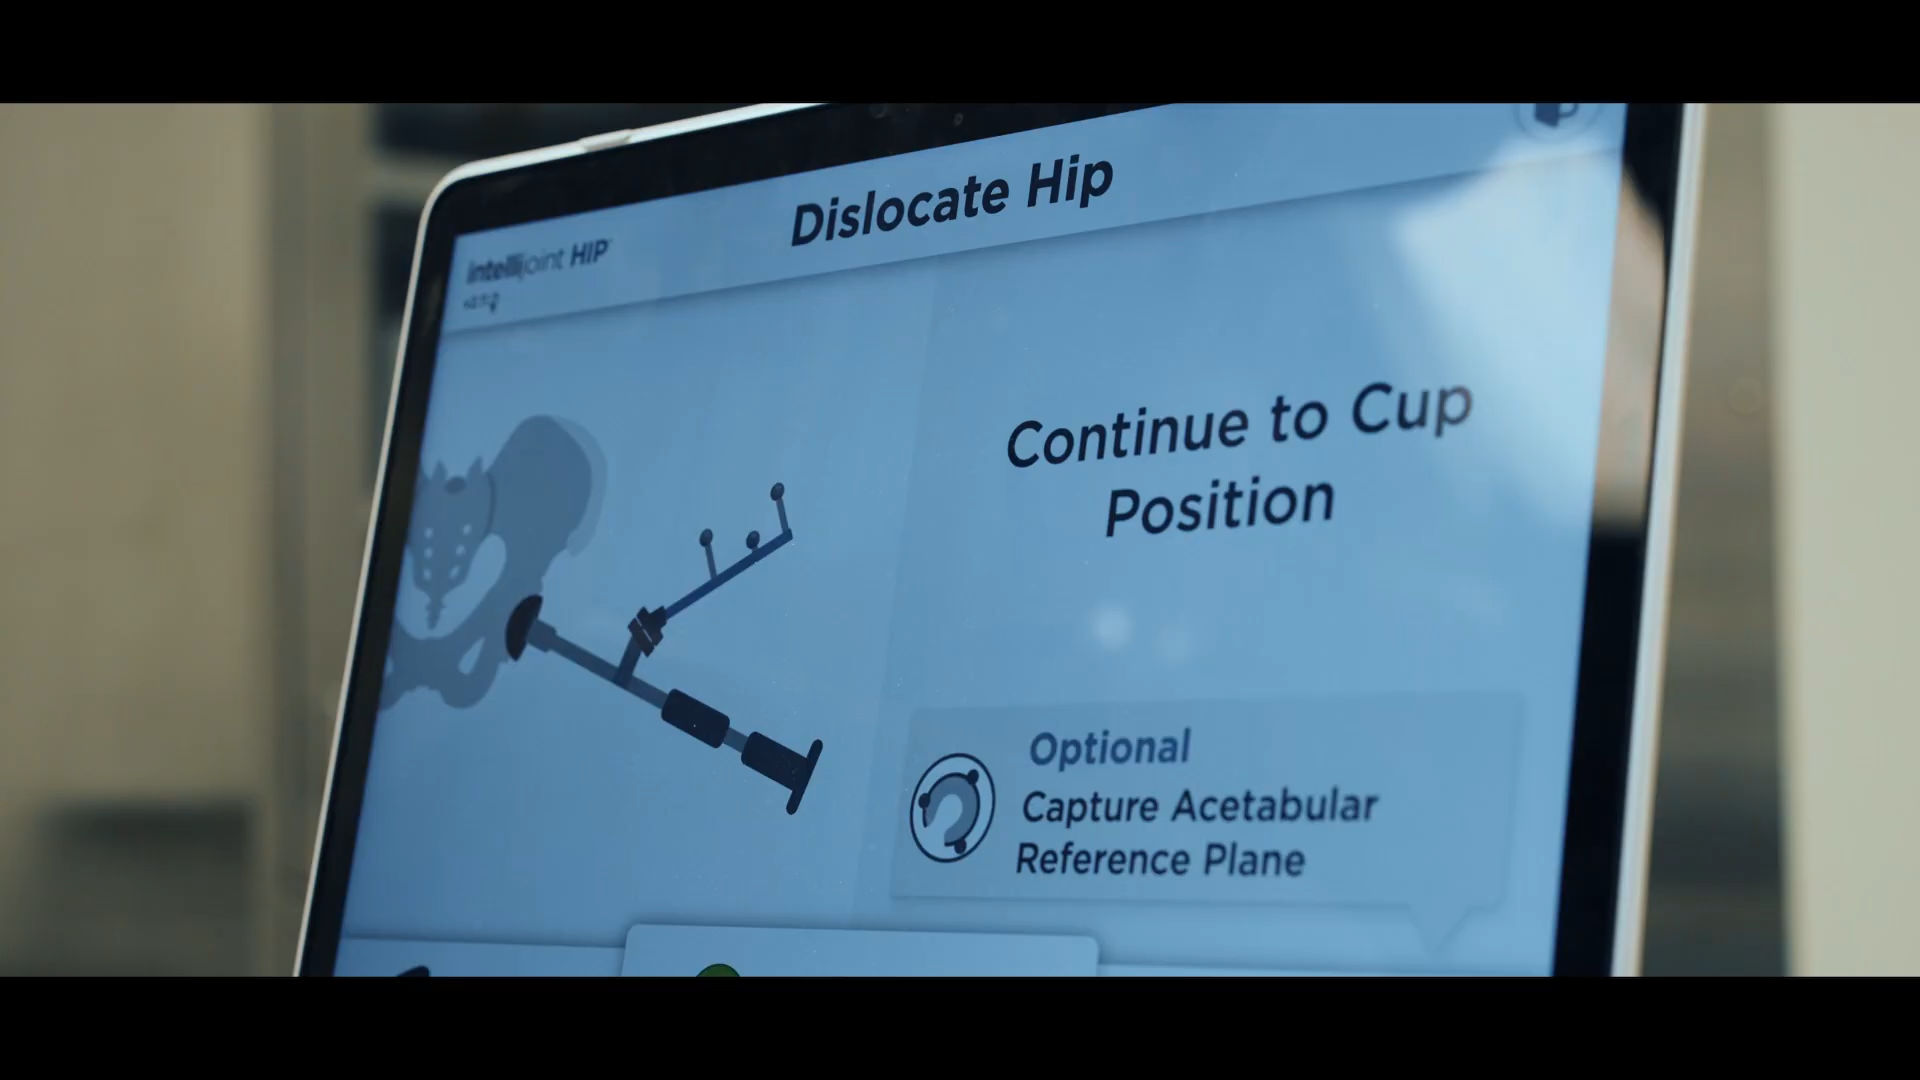 Dislocate Hip
intellijoint HIP
Continue to Cup
Position
Optional
Capture Acetabular
Reference Plane